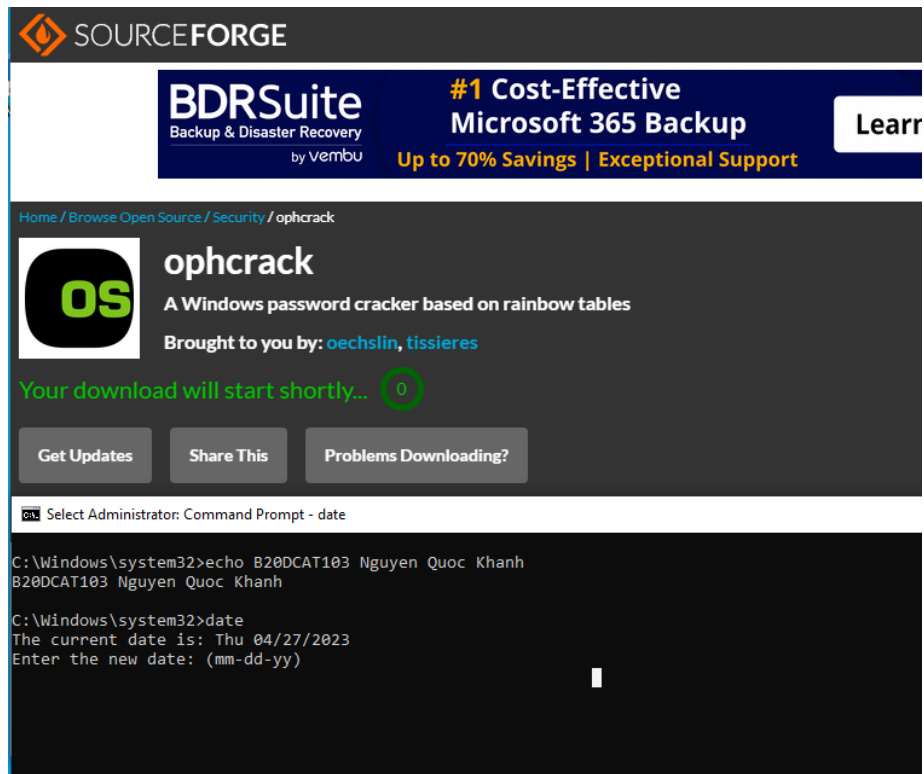 SOURCEFORGE
BDRSuite
Backup & Disaster Recovery
by vembu
#1 Cost-Effective
Microsoft 365 Backup
Up to 70% Savings | Exceptional Support
Learn
Home / Browse Open Source / Security / ophcrack
OS
ophcrack
A Windows password cracker based on rainbow tables
Brought to you by: oechslin, tissieres
Your download will start shortly... 0
Get Updates Share This Problems Downloading?
Select Administrator: Command Prompt - date
C:\Windows\system32>echo B20DCAT103 Nguyen Quoc Khanh
B20DCAT103 Nguyen Quoc Khanh
C:\Windows\system32>date
The current date is: Thu 04/27/2023
Enter the new date: (mm-dd-yy)